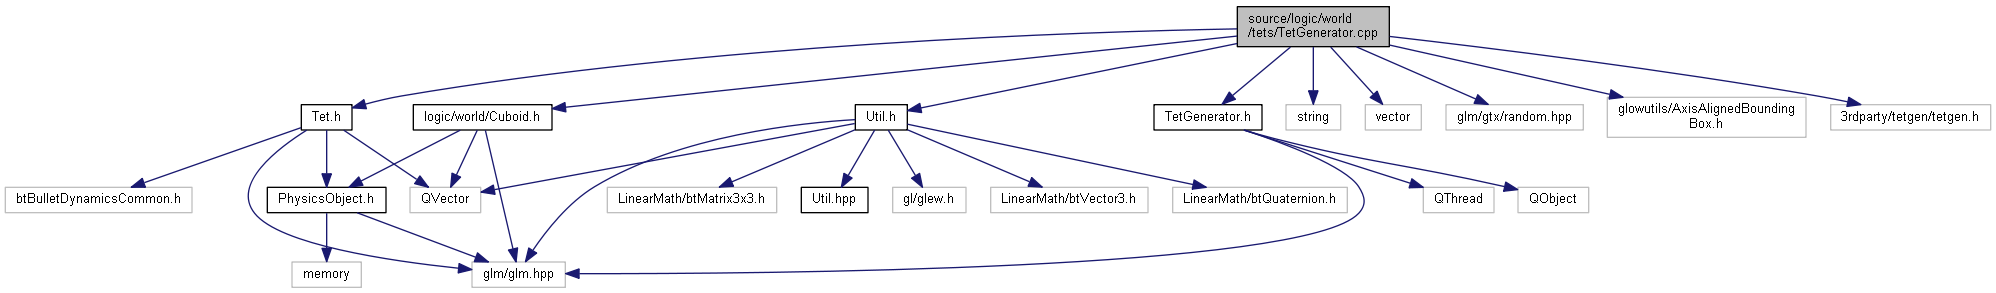 source/logic/world
/tets/TetGenerator.cpp
Tet.h
logic/world/Cuboid.h
Util.h
TetGenerator.h
string
vector
glm/gtx/random.hpp
glowutils/AxisAlignedBounding
Box.h
3rdparty/tetgen/tetgen.h
btBulletDynamicsCommon.h
PhysicsObject.h
QVector
LinearMath/btMatrix3x3.h
Util.hpp
gl/glew.h
LinearMath/btVector3.h
LinearMath/btQuaternion.h
QThread
QObject
memory
glm/glm.hpp